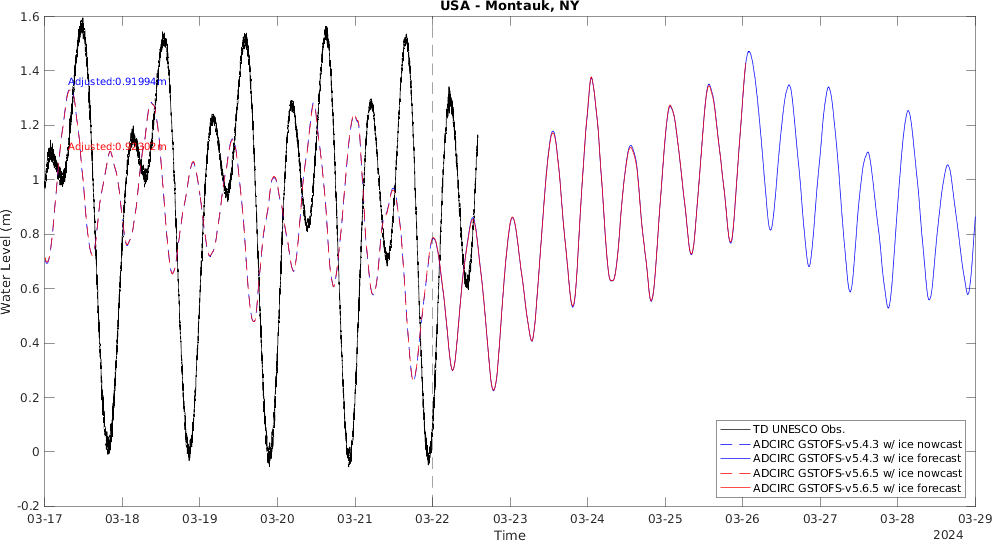 USA - Montauk, NY
Water Level (m)
1.6
1.4
1.2
1
0.8
0.6
0.4
0.2
0
-0.2
Adjusted:0.91994m
TD UNESCO Obs.
ADCIRC GSTOFS-v5.4.3 w/ ice nowcast
ADCIRC GSTOFS-v5.4.3 w/ ice forecast
ADCIRC GSTOFS-v5.6.5 w/ ice nowcast
ADCIRC GSTOFS-v5.6.5 w/ ice forecast
03-17 03-18 03-19 03-20 03-21 03-22 03-23 03-24 03-25 03-26 03-27 03-28 03-29
Time
2024